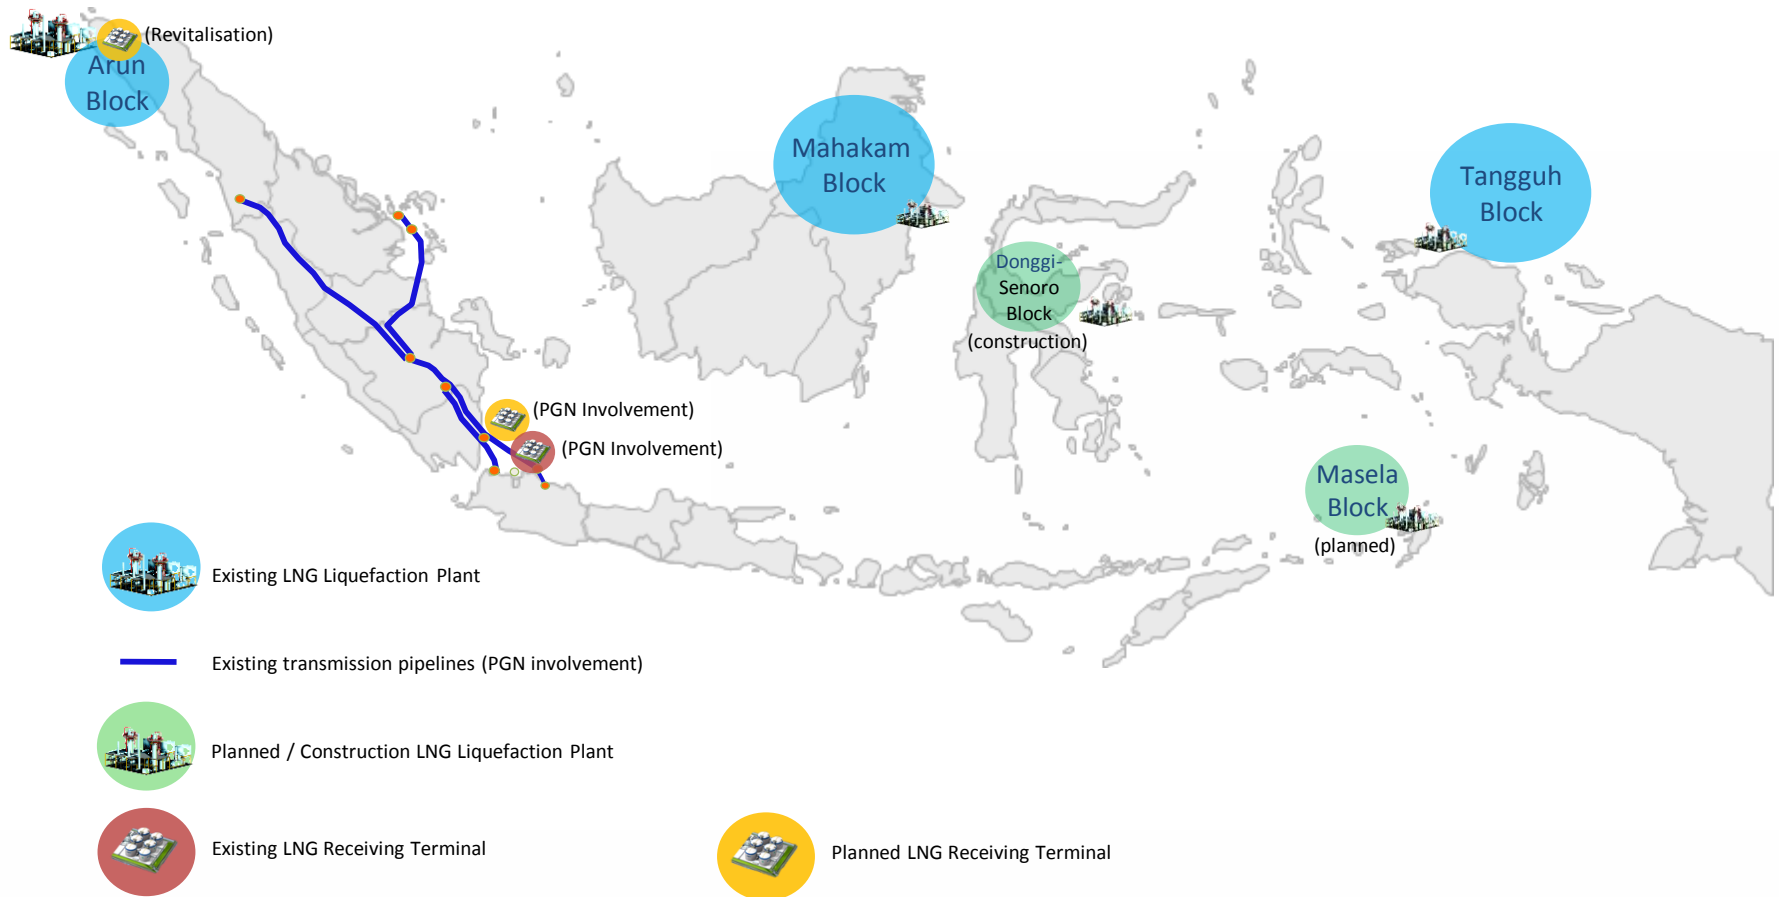 (Revitalisation)
Arun
Block
Mahakam
Block
Tangguh
Block
Donggi-
Senoro
Block
(construction)
(PGN Involvement)
(PGN Involvement)
Masela
Block
(planned)
Existing LNG Liquefaction Plant
Existing transmission pipelines (PGN involvement)
Planned / Construction LNG Liquefaction Plant
Existing LNG Receiving Terminal
Planned LNG Receiving Terminal